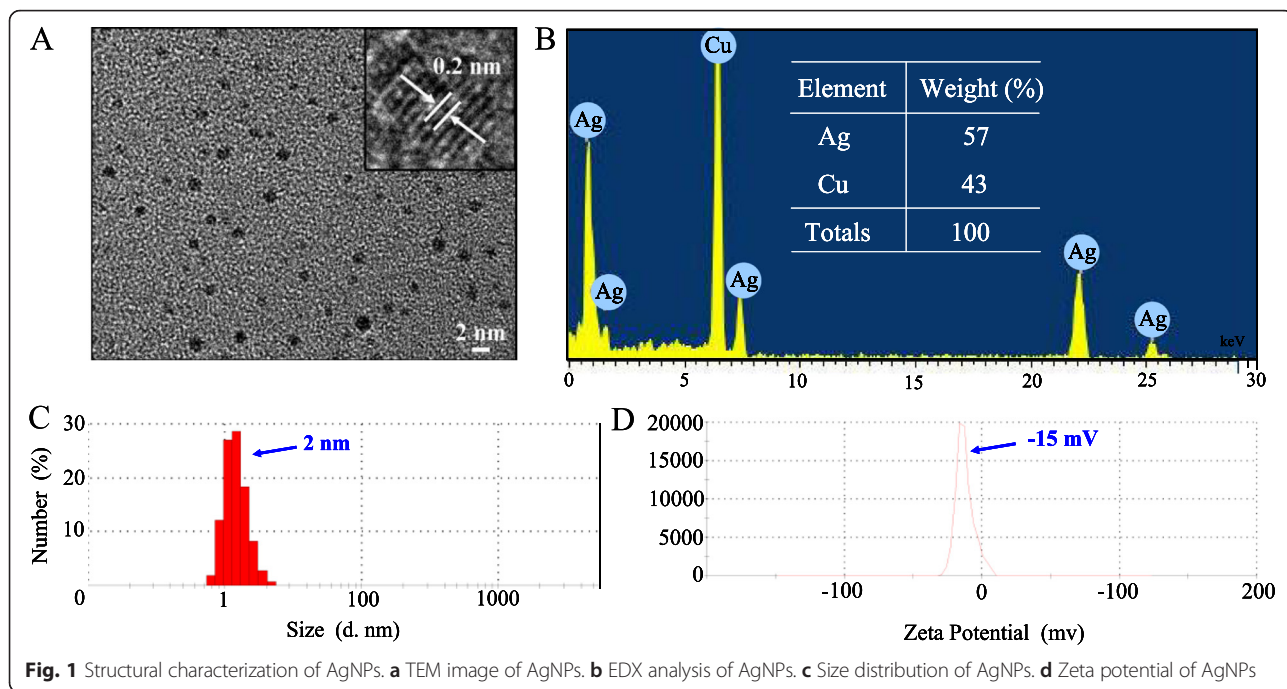 A
0.2 nm
2 nm
B
Cu
Ag
Ag
Ag
Ag
Ag
Element Weight (%)
Ag 57
Cu 43
Totals 100
keV
0 5 10 15 20 25 30
C
30
20
10
0
Number (%)
2 nm
1 100 1000
Size (d. nm)
D
20000
15000
10000
5000
0
-15 mV
-100 0 -100 200
Zeta Potential (mv)
Fig. 1 Structural characterization of AgNPs. a TEM image of AgNPs. b EDX analysis of AgNPs. c Size distribution of AgNPs. d Zeta potential of AgNPs